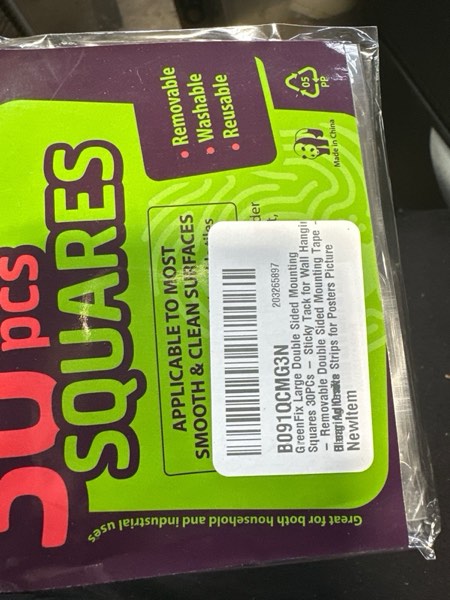 30 pcs
SQUARES
• Removable
• Washable
• Reusable
05
PP
Made in China
APPLICABLE TO MOST
SMOOTH & CLEAN SURFACES
203265897
B091QCMG3N
GreenFix Large Double Sided Mounting
Squares 30PCs – Sticky Tack for Wall Hangi
– Removable Double Sided Mounting Tape –
Strips for Posters Picture
NewItem
Great for both household and industrial uses